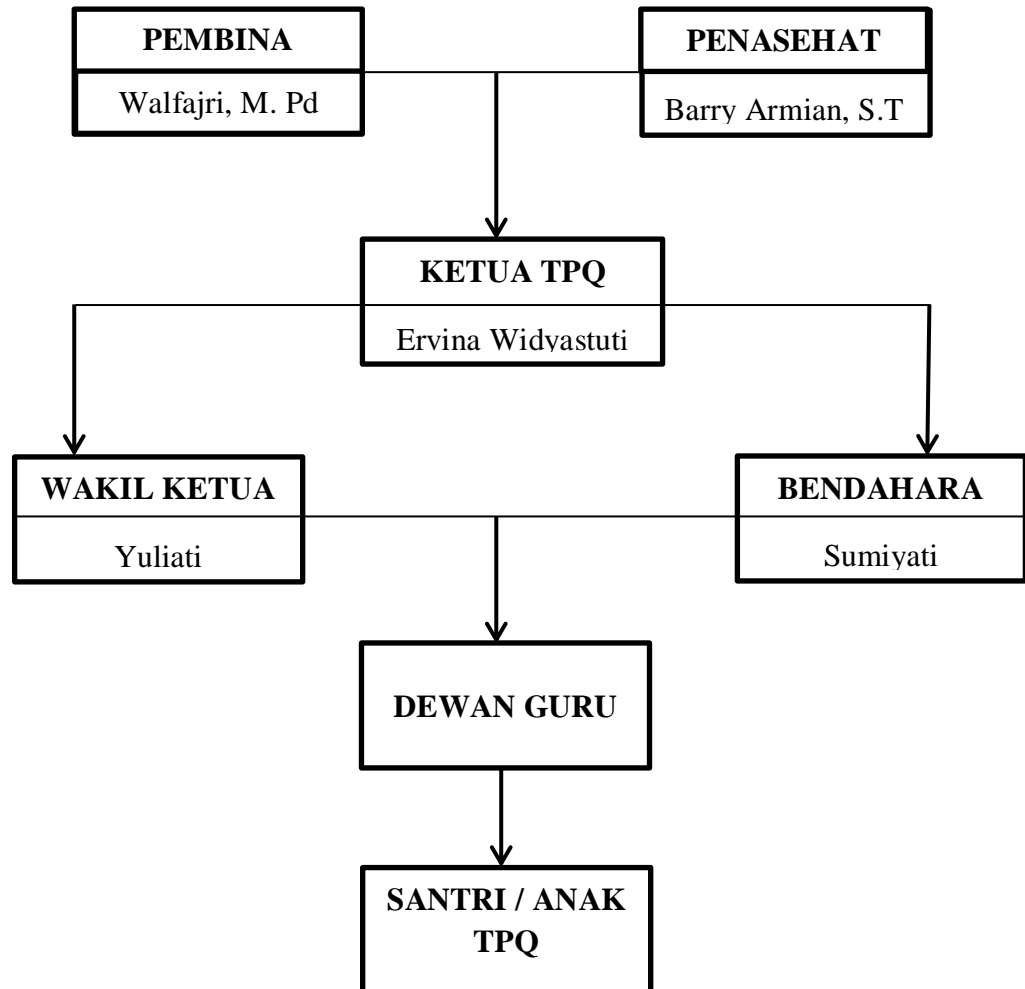 PEMBINA
Walfajri, M. Pd
PENASEHAT
Barry Armian, S.T
KETUA TPQ
Ervina Widyastuti
WAKIL KETUA
Yuliati
BENDAHARA
Sumiyati
DEWAN GURU
SANTRI / ANAK
TPQ